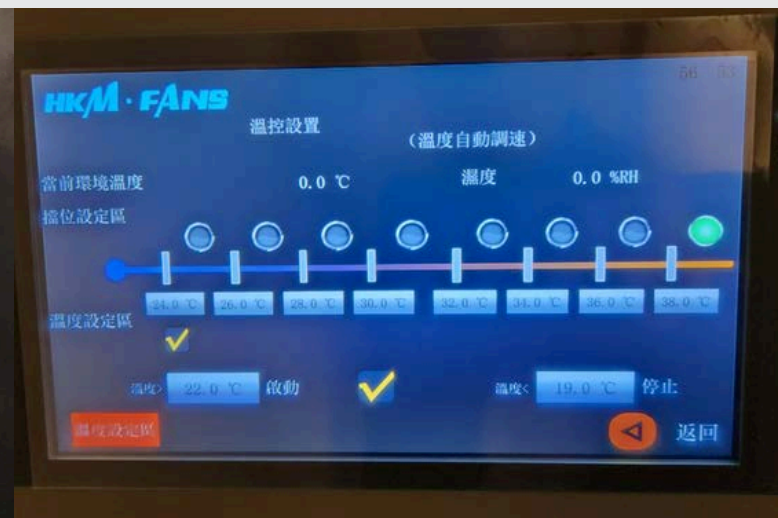 56 53
HKM·FANS
溫控設置
(溫度自動調速)
當前環境溫度 0.0 ℃ 濕度 0.0 %RH
擋位設定區
24.0 ℃ 26.0 ℃ 28.0 ℃ 30.0 ℃ 32.0 ℃ 34.0 ℃ 36.0 ℃ 38.0 ℃
溫度設定區
溫度> 22.0 ℃ 啟動 溫度< 19.0 ℃ 停止
溫度設定區 返回